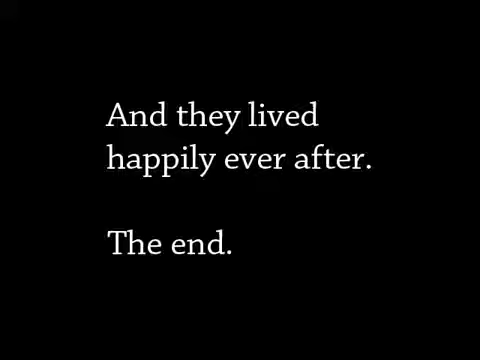 And they lived
happily ever after.
The end.